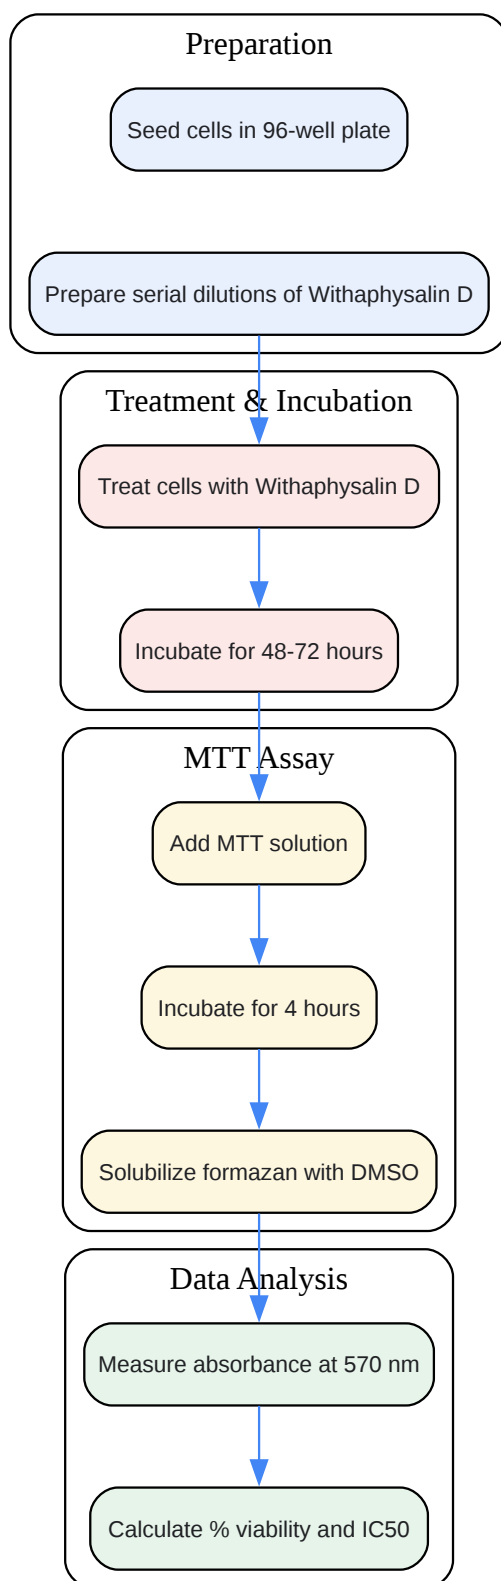 Preparation
Seed cells in 96-well plate
Prepare serial dilutions of Withaphysalin D
Treatment & Incubation
Treat cells with Withaphysalin D
Incubate for 48-72 hours
MTT Assay
Add MTT solution
Incubate for 4 hours
Solubilize formazan with DMSO
Data Analysis
Measure absorbance at 570 nm
Calculate % viability and IC50